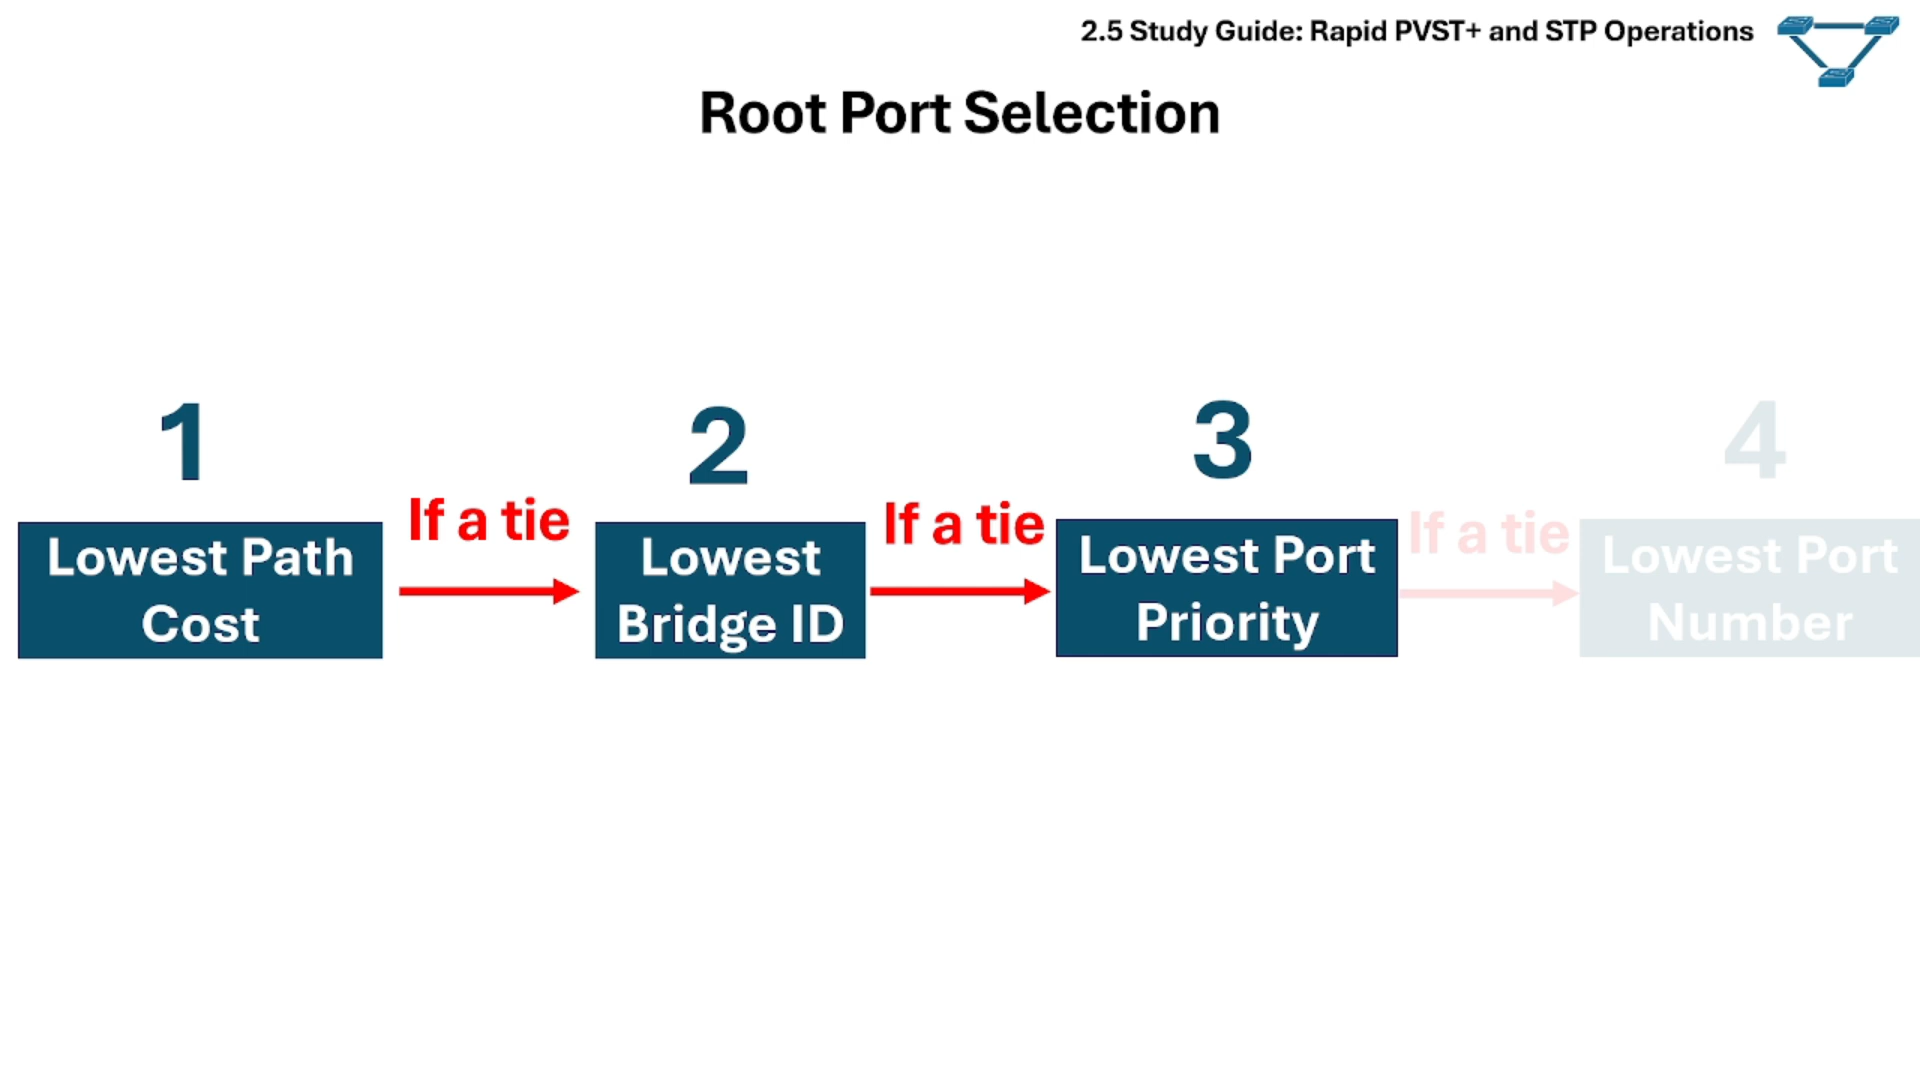 2.5 Study Guide: Rapid PVST+ and STP Operations
Root Port Selection
1
2
3
4
If a tie
If a tie
If a tie
Lowest Path
Cost
Lowest
Bridge ID
Lowest Port
Priority
Lowest Port
Number